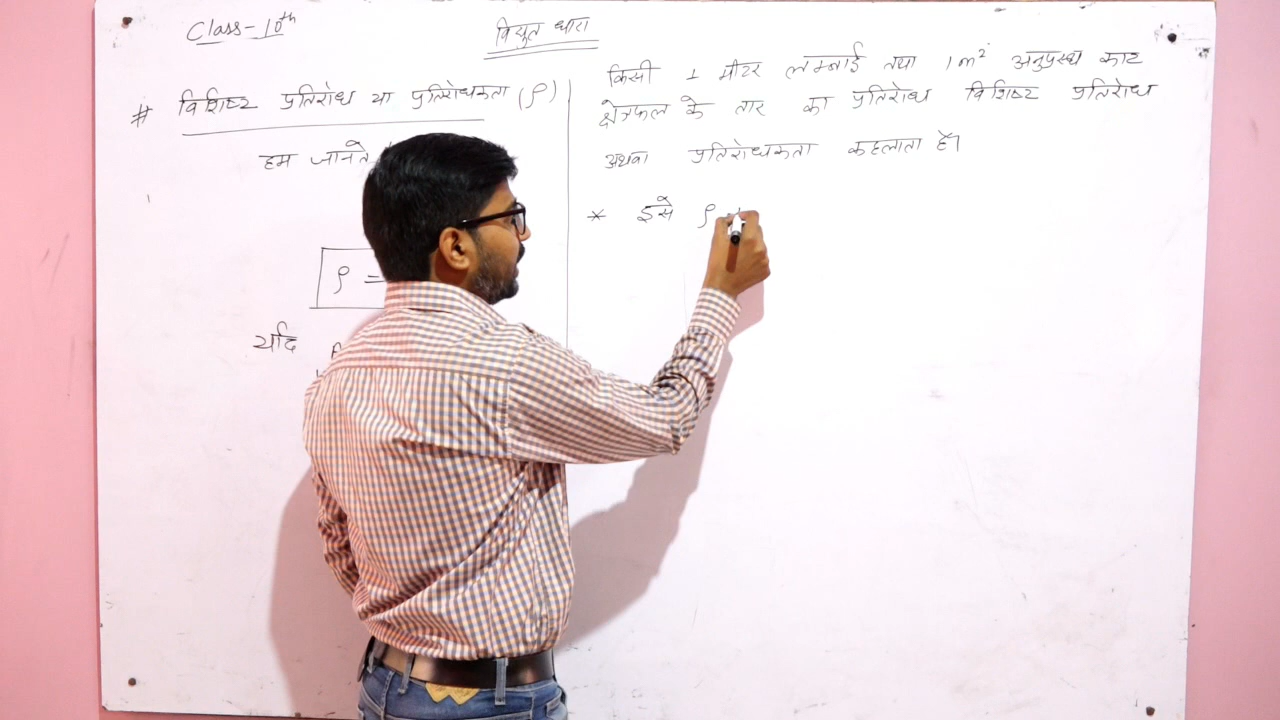 Class-10th
विद्युत धारा
# विशिष्ट प्रतिरोध या प्रतिरोधकता (ρ)
हम जानते
ρ =
यदि
किसी 1 मीटर लम्बाई तथा 1m² अनुप्रस्थ काट
क्षेत्रफल के तार का प्रतिरोध विशिष्ट प्रतिरोध
अथवा प्रतिरोधकता कहलाता है।
* इसे ρ